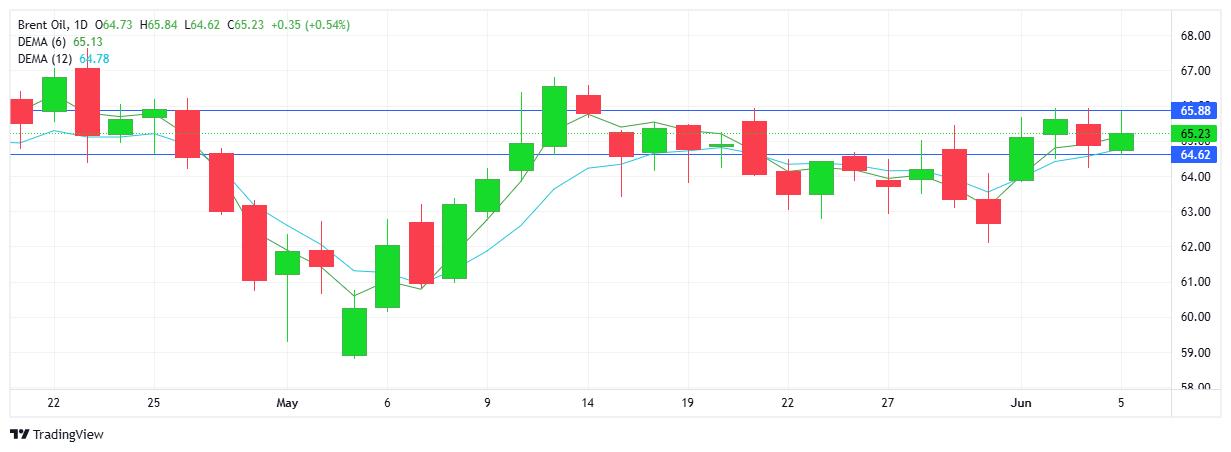 Brent Oil, 1D O64.73 H65.84 L64.62 C65.23 +0.35 (+0.54%)
DEMA (6) 65.13
DEMA (12) 64.78
68.00
67.00
65.88
65.23
64.62
64.00
63.00
62.00
61.00
60.00
59.00
58.00
22 25 May 6 9 14 19 22 27 Jun 5
TradingView